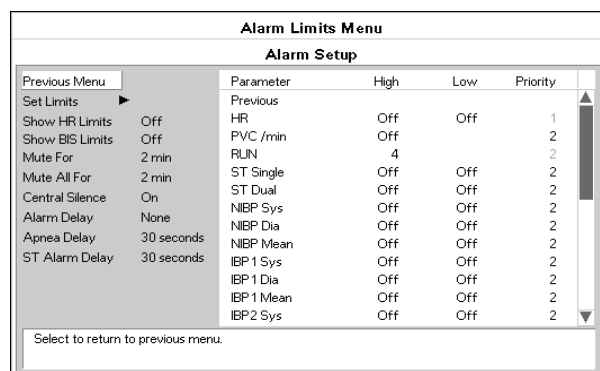 Alarm Limits Menu
Alarm Setup
Previous Menu
Set Limits ▶
Show HR Limits Off
Show BIS Limits Off
Mute For 2 min
Mute All For 2 min
Central Silence On
Alarm Delay None
Apnea Delay 30 seconds
ST Alarm Delay 30 seconds
Parameter High Low Priority
Previous
HR Off Off 1
PVC /min Off 2
RUN 4 2
ST Single Off Off 2
ST Dual Off Off 2
NIBP Sys Off Off 2
NIBP Dia Off Off 2
NIBP Mean Off Off 2
IBP1 Sys Off Off 2
IBP1 Dia Off Off 2
IBP1 Mean Off Off 2
IBP2 Sys Off Off 2
Select to return to previous menu.